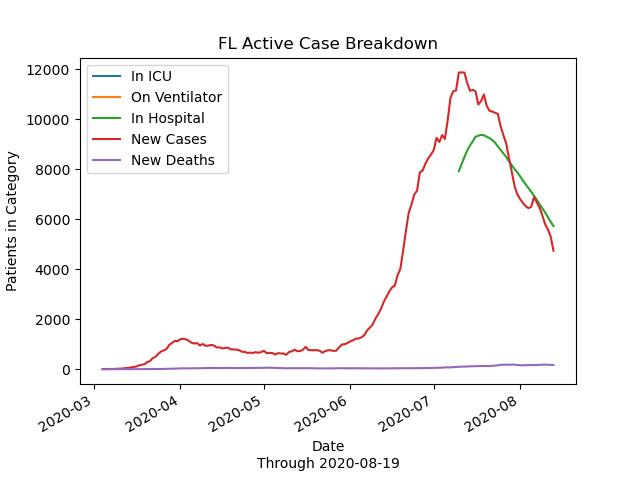 FL Active Case Breakdown
In ICU
On Ventilator
In Hospital
New Cases
New Deaths
Patients in Category
12000
10000
8000
6000
4000
2000
0
2020-03
2020-04
2020-05
2020-06
2020-07
2020-08
Date
Through 2020-08-19